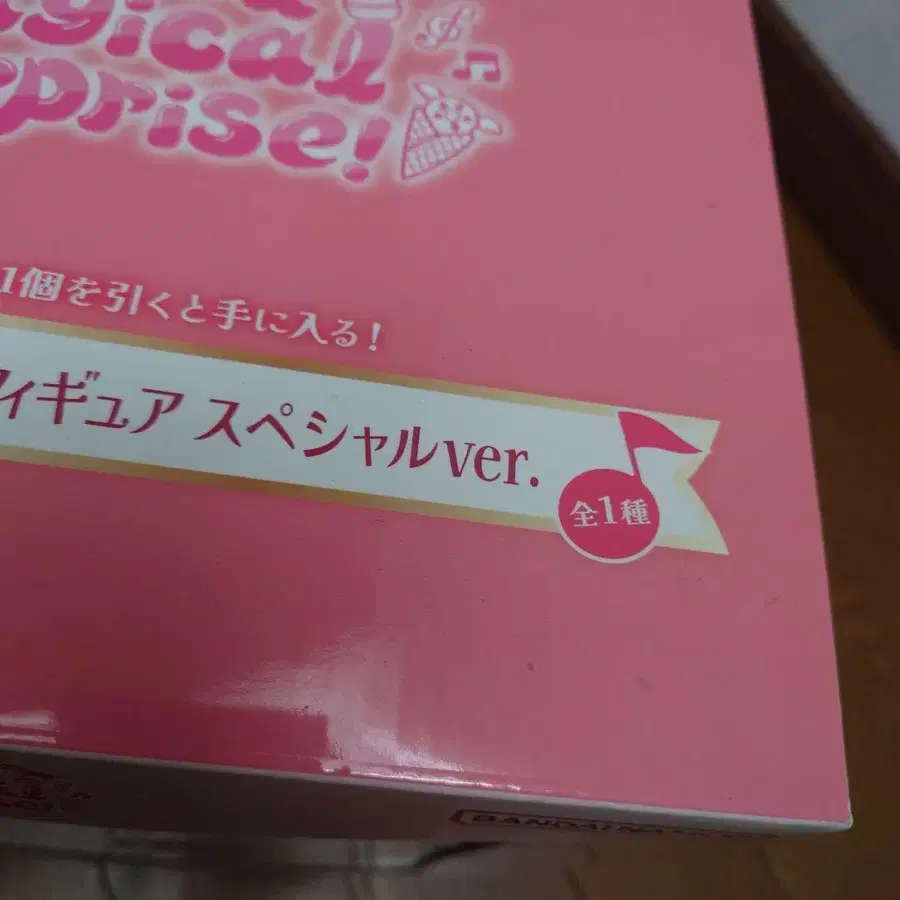 gical
prise!
1個を引くと手に入る!
ィギュア スペシャルver.
全1種
BANDAI